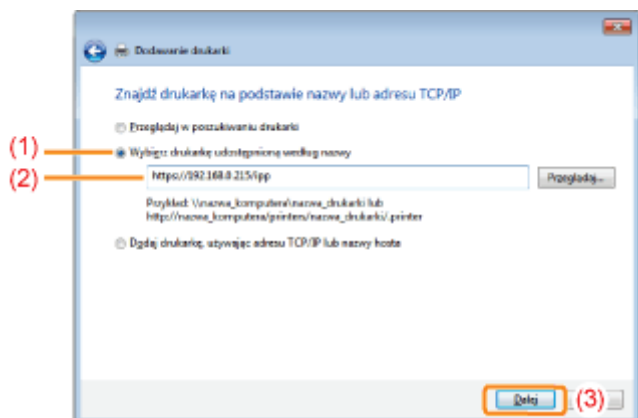 Dodawanie drukarki
Znajdź drukarkę na podstawie nazwy lub adresu TCP/IP
Przeglądaj w poszukiwaniu drukarki
(1) Wybierz drukarkę udostępnioną według nazwy
(2) https://192.168.0.215/ipp Przeglądaj...
Przykład: \\nazwa_komputera\nazwa_drukarki lub
http://nazwa_komputera/printers/nazwa_drukarki/.printer
Dodaj drukarkę, używając adresu TCP/IP lub nazwy hosta
Dalej (3)